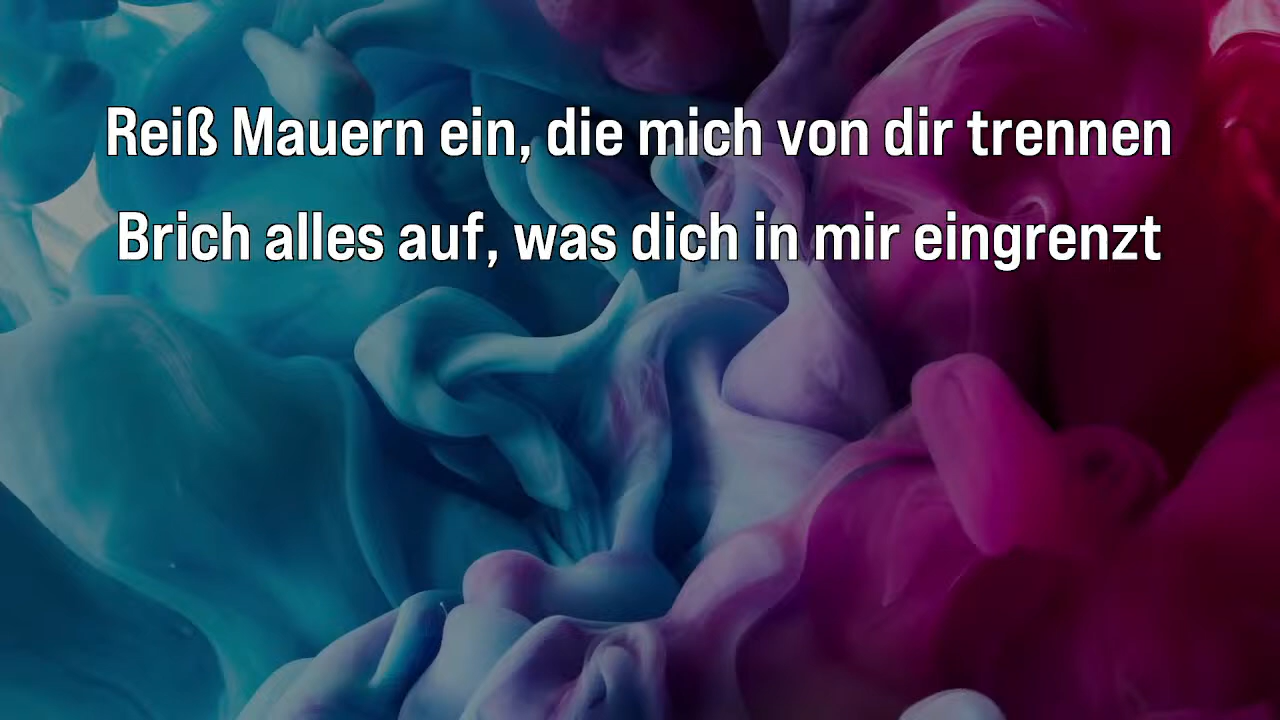 Reiß Mauern ein, die mich von dir trennen
Brich alles auf, was dich in mir eingrenzt